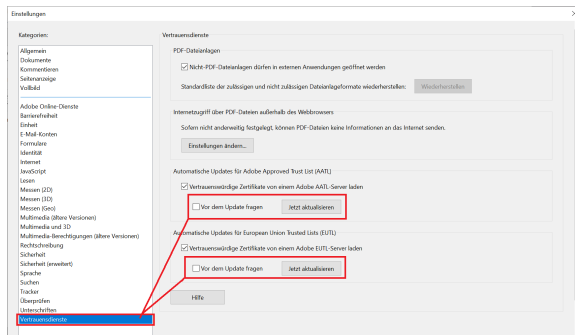 Einstellungen
Kategorien:
Allgemein
Dokumente
Kommentieren
Seitenanzeige
Vollbild
Adobe Online-Dienste
Barrierefreiheit
Einheit
E-Mail-Konten
Formulare
Identität
Internet
JavaScript
Lesen
Messen (2D)
Messen (3D)
Messen (Geo)
Multimedia (ältere Versionen)
Multimedia und 3D
Multimedia-Berechtigungen (ältere Versionen)
Rechtschreibung
Sicherheit
Sicherheit (erweitert)
Sprache
Suchen
Tracker
Überprüfen
Unterschriften
Vertrauensdienste
Vertrauensdienste
PDF-Dateianlagen
Nicht-PDF-Dateianlagen dürfen in externen Anwendungen geöffnet werden
Standardliste der zulässigen und nicht zulässigen Dateianlageformate wiederherstellen: Wiederherstellen
Internetzugriff über PDF-Dateien außerhalb des Webbrowsers
Sofern nicht anderweitig festgelegt, können PDF-Dateien keine Informationen an das Internet senden.
Einstellungen ändern...
Automatische Updates für Adobe Approved Trust List (AATL)
Vertrauenswürdige Zertifikate von einem Adobe AATL-Server laden
Vor dem Update fragen Jetzt aktualisieren
Automatische Updates für European Union Trusted Lists (EUTL)
Vertrauenswürdige Zertifikate von einem Adobe EUTL-Server laden
Vor dem Update fragen Jetzt aktualisieren
Hilfe